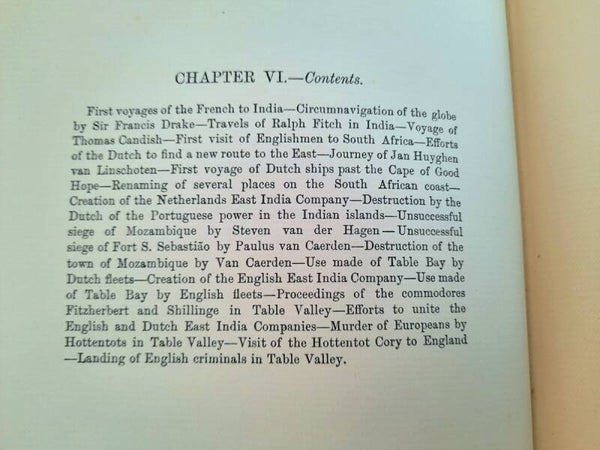 CHAPTER VI.—Contents.
First voyages of the French to India—Circumnavigation of the globe
by Sir Francis Drake—Travels of Ralph Fitch in India—Voyage of
Thomas Candish—First visit of Englishmen to South Africa—Efforts
of the Dutch to find a new route to the East—Journey of Jan Huyghen
van Linschoten—First voyage of Dutch ships past the Cape of Good
Hope—Renaming of several places on the South African coast—
Creation of the Netherlands East India Company—Destruction by the
Dutch of the Portuguese power in the Indian islands—Unsuccessful
siege of Mozambique by Steven van der Hagen—Unsuccessful
siege of Fort S. Sebastião by Paulus van Caerden—Destruction of the
town of Mozambique by Van Caerden—Use made of Table Bay by
Dutch fleets—Creation of the English East India Company—Use made
of Table Bay by English fleets—Proceedings of the commodores
Fitzherbert and Shillinge in Table Valley—Efforts to unite the
English and Dutch East India Companies—Murder of Europeans by
Hottentots in Table Valley—Visit of the Hottentot Cory to England
—Landing of English criminals in Table Valley.